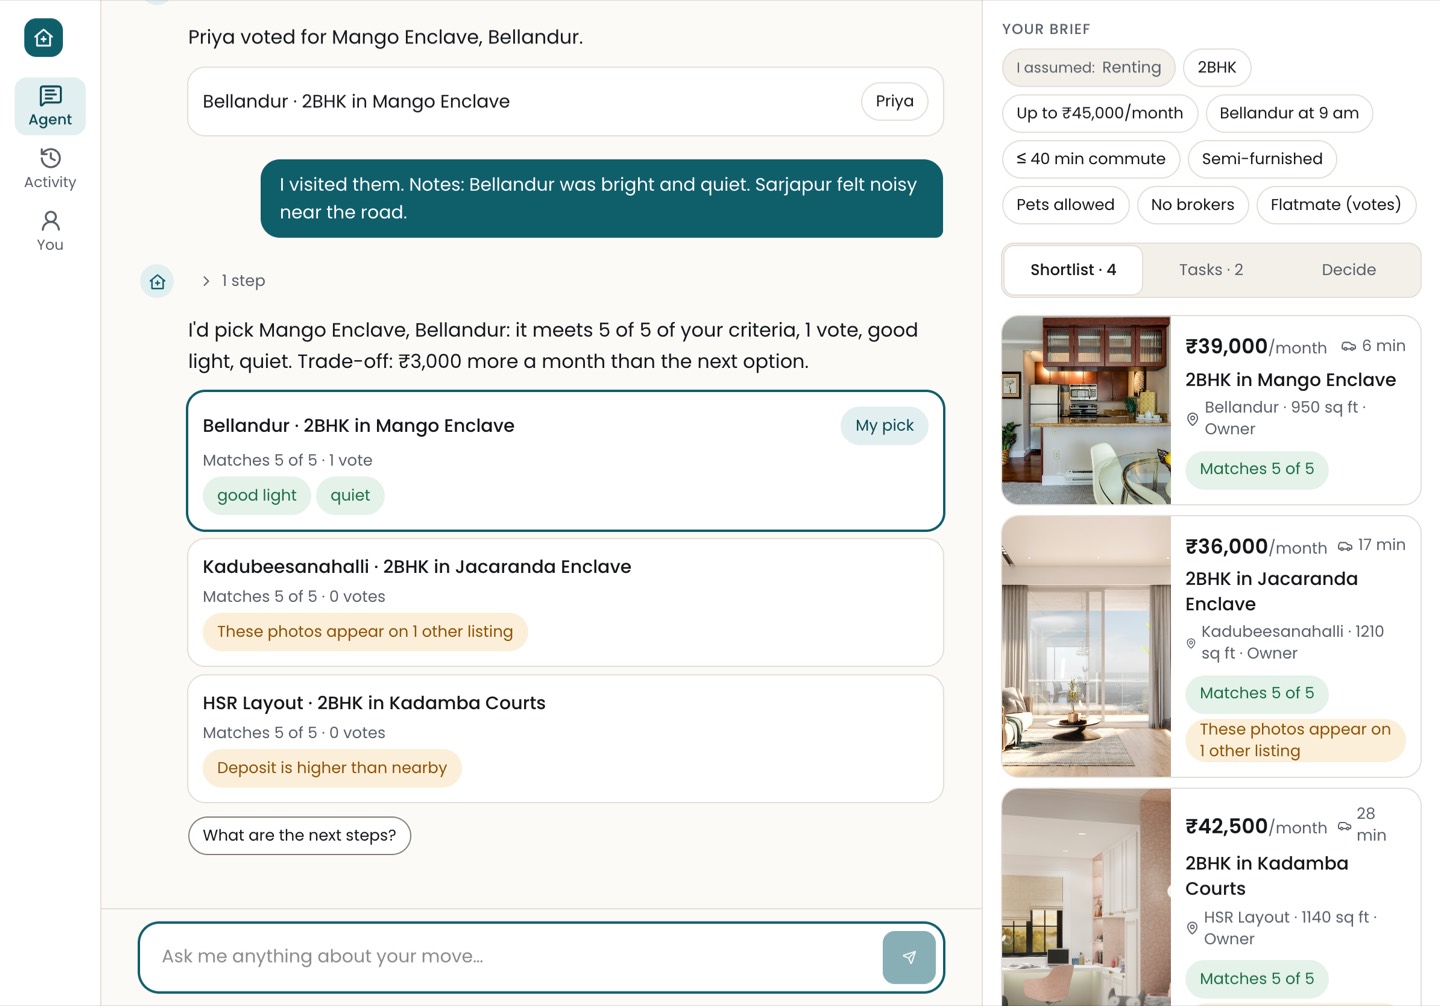 Agent
Activity
You
Priya voted for Mango Enclave, Bellandur.
Bellandur · 2BHK in Mango Enclave
Priya
I visited them. Notes: Bellandur was bright and quiet. Sarjapur felt noisy
near the road.
1 step
I'd pick Mango Enclave, Bellandur: it meets 5 of 5 of your criteria, 1 vote, good
light, quiet. Trade-off: ₹3,000 more a month than the next option.
Bellandur · 2BHK in Mango Enclave
My pick
Matches 5 of 5 · 1 vote
good light
quiet
Kadubeesanahalli · 2BHK in Jacaranda Enclave
Matches 5 of 5 · 0 votes
These photos appear on 1 other listing
HSR Layout · 2BHK in Kadamba Courts
Matches 5 of 5 · 0 votes
Deposit is higher than nearby
What are the next steps?
Ask me anything about your move...
YOUR BRIEF
I assumed: Renting
2BHK
Up to ₹45,000/month
Bellandur at 9 am
≤ 40 min commute
Semi-furnished
Pets allowed
No brokers
Flatmate (votes)
Shortlist · 4
Tasks · 2
Decide
₹39,000/month
6 min
2BHK in Mango Enclave
Bellandur · 950 sq ft ·
Owner
Matches 5 of 5
₹36,000/month
17 min
2BHK in Jacaranda
Enclave
Kadubeesanahalli · 1210
sq ft · Owner
Matches 5 of 5
These photos appear on
1 other listing
₹42,500/month
28
min
2BHK in Kadamba
Courts
HSR Layout · 1140 sq ft ·
Owner
Matches 5 of 5